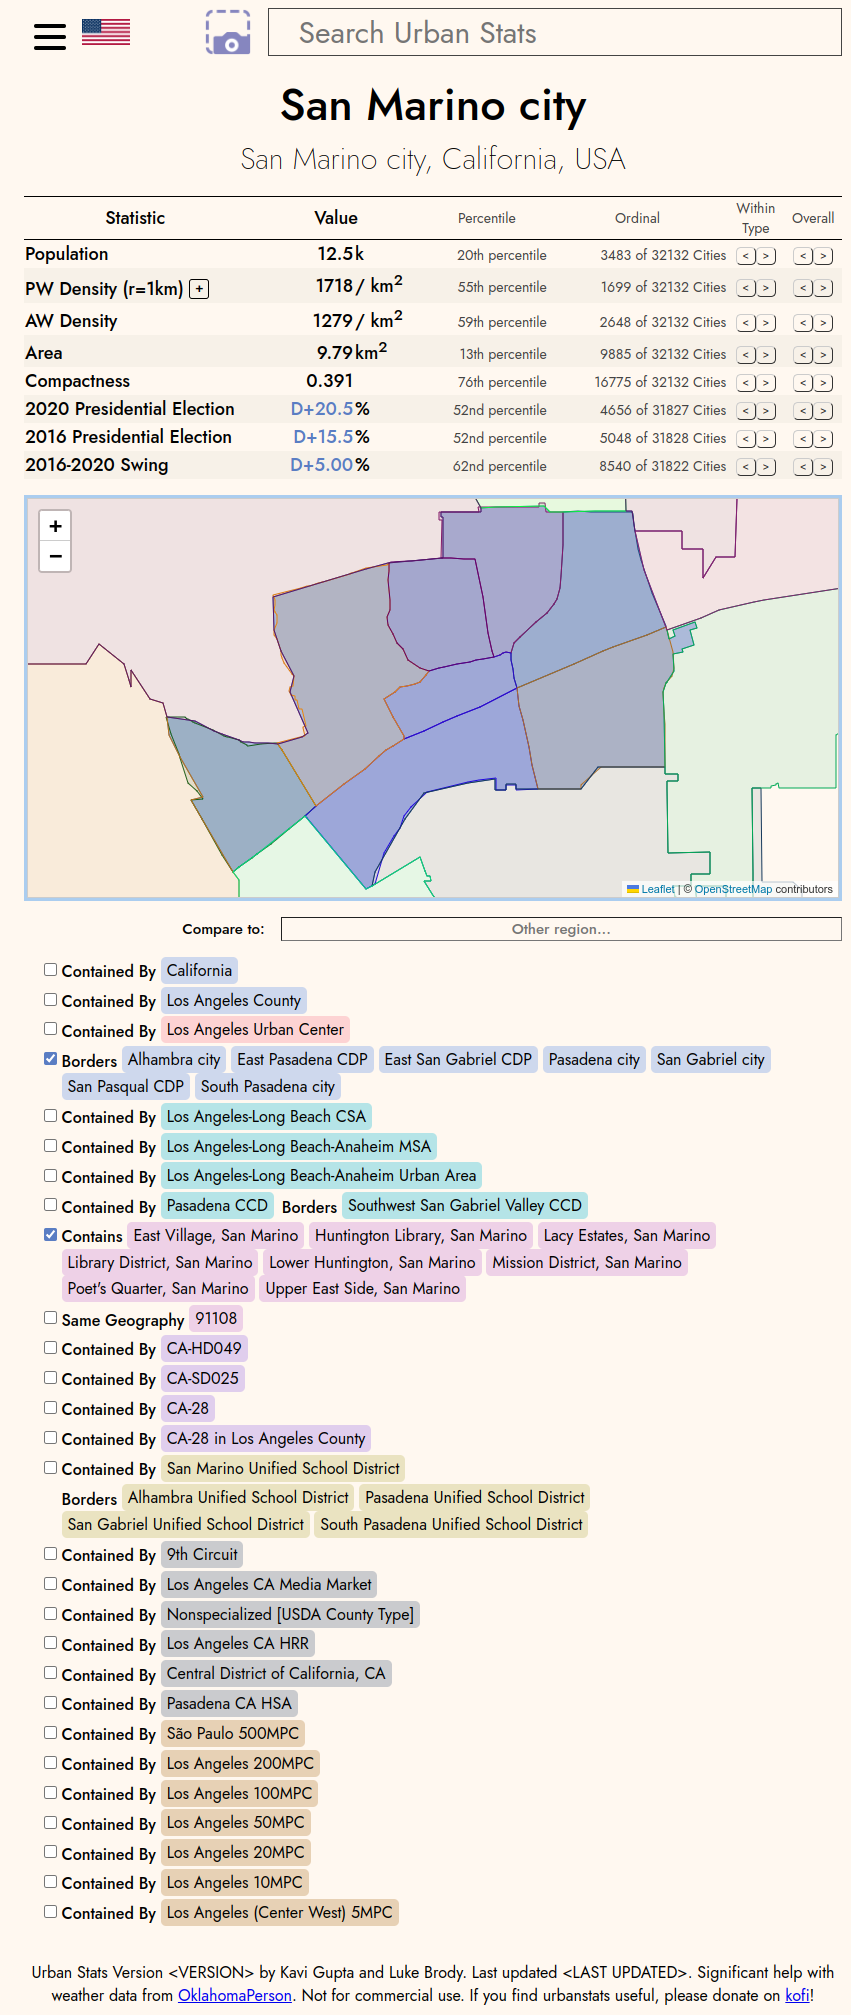 Search Urban Stats
San Marino city
San Marino city, California, USA
Statistic Value Percentile Ordinal Within Type Overall
Population 12.5k 20th percentile 3483 of 32132 Cities < > < >
PW Density (r=1km) + 1718 / km² 55th percentile 1699 of 32132 Cities < > < >
AW Density 1279 / km² 59th percentile 2648 of 32132 Cities < > < >
Area 9.79 km² 13th percentile 9885 of 32132 Cities < > < >
Compactness 0.391 76th percentile 16775 of 32132 Cities < > < >
2020 Presidential Election D+20.5% 52nd percentile 4656 of 31827 Cities < > < >
2016 Presidential Election D+15.5% 52nd percentile 5048 of 31828 Cities < > < >
2016-2020 Swing D+5.00% 62nd percentile 8540 of 31822 Cities < > < >
+
−
Leaflet | © OpenStreetMap contributors
Compare to: Other region...
Contained By California
Contained By Los Angeles County
Contained By Los Angeles Urban Center
Borders Alhambra city East Pasadena CDP East San Gabriel CDP Pasadena city San Gabriel city
San Pasqual CDP South Pasadena city
Contained By Los Angeles-Long Beach CSA
Contained By Los Angeles-Long Beach-Anaheim MSA
Contained By Los Angeles-Long Beach-Anaheim Urban Area
Contained By Pasadena CCD Borders Southwest San Gabriel Valley CCD
Contains East Village, San Marino Huntington Library, San Marino Lacy Estates, San Marino
Library District, San Marino Lower Huntington, San Marino Mission District, San Marino
Poet's Quarter, San Marino Upper East Side, San Marino
Same Geography 91108
Contained By CA-HD049
Contained By CA-SD025
Contained By CA-28
Contained By CA-28 in Los Angeles County
Contained By San Marino Unified School District
Borders Alhambra Unified School District Pasadena Unified School District
San Gabriel Unified School District South Pasadena Unified School District
Contained By 9th Circuit
Contained By Los Angeles CA Media Market
Contained By Nonspecialized [USDA County Type]
Contained By Los Angeles CA HRR
Contained By Central District of California, CA
Contained By Pasadena CA HSA
Contained By São Paulo 500MPC
Contained By Los Angeles 200MPC
Contained By Los Angeles 100MPC
Contained By Los Angeles 50MPC
Contained By Los Angeles 20MPC
Contained By Los Angeles 10MPC
Contained By Los Angeles (Center West) 5MPC
Urban Stats Version <VERSION> by Kavi Gupta and Luke Brody. Last updated <LAST UPDATED>. Significant help with
weather data from OklahomaPerson. Not for commercial use. If you find urbanstats useful, please donate on kofi!